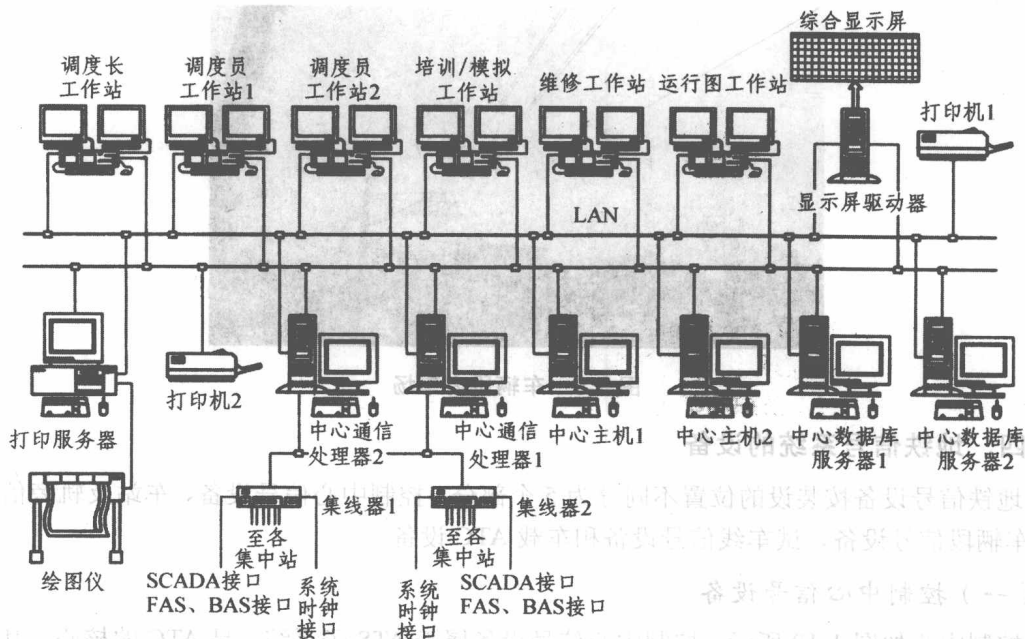 综合显示屏
调度长
工作站
调度员
工作站1
调度员
工作站2
培训/模拟
工作站
维修工作站
运行图工作站
打印机1
显示屏驱动器
LAN
打印服务器
打印机2
中心通信
处理器2
中心通信
处理器1
中心主机1
中心主机2
中心数据库
服务器1
中心数据库
服务器2
绘图仪
集线器1
至各
集中站
集线器2
至各
集中站
SCADA接口
FAS、BAS接口
系统
时钟
接口
系统
时钟
接口
SCADA接口
FAS、BAS接口